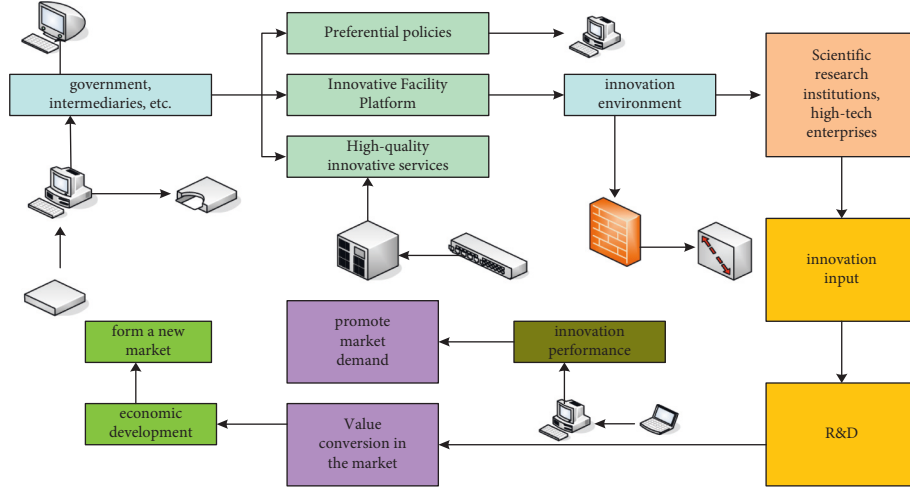 Preferential policies
government,
intermediaries, etc.
Innovative Facility
Platform
High-quality
innovative services
innovation
environment
Scientific
research
institutions,
high-tech
enterprises
innovation
input
R&D
innovation
performance
promote
market
demand
Value
conversion in
the market
economic
development
form a new
market